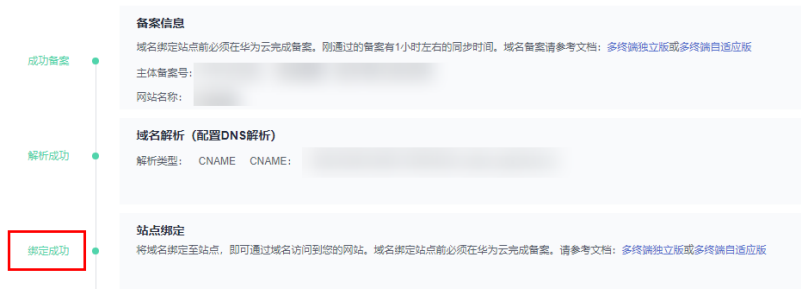 备案信息
域名绑定站点前必须在华为云完成备案。刚通过的备案有1小时左右的同步时间。域名备案请参考文档：多终端独立版或多终端自适应版
成功备案
主体备案号：
网站名称：
域名解析（配置DNS解析）
解析成功
解析类型： CNAME CNAME：
站点绑定
绑定成功
将域名绑定至站点，即可通过域名访问到您的网站。域名绑定站点前必须在华为云完成备案。请参考文档：多终端独立版或多终端自适应版